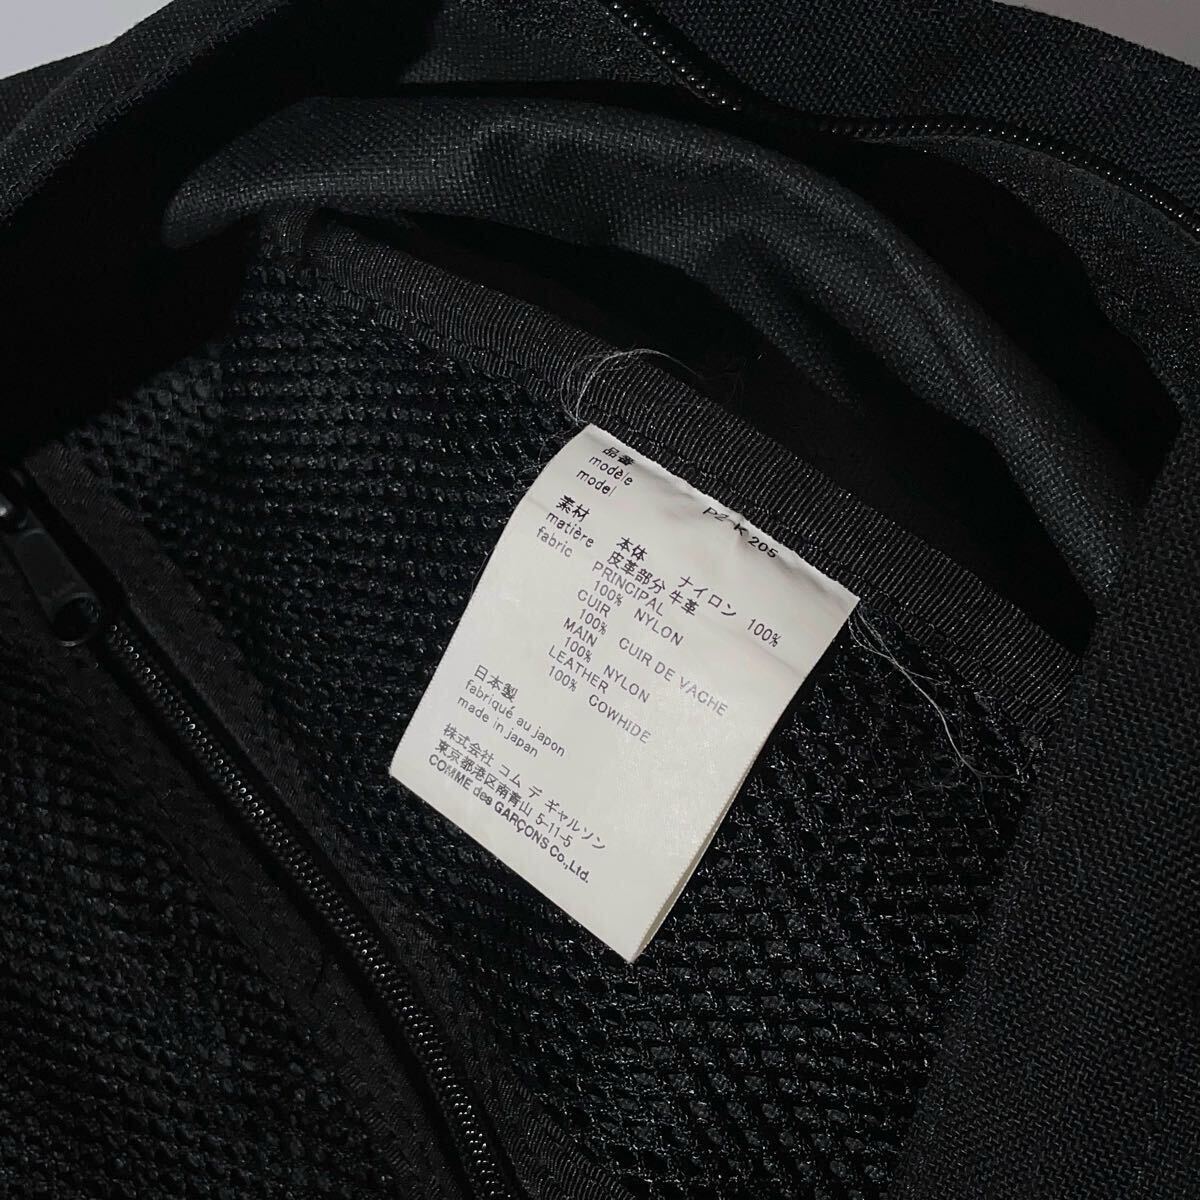 品番
modèle
model
P2-K 205
素材
matière
fabric
本体 ナイロン 100%
皮革部分 牛革
PRINCIPAL
100% NYLON
CUIR
100% CUIR DE VACHE
MAIN
100% NYLON
LEATHER
100% COWHIDE
日本製
fabriqué au japon
made in japan
株式会社 コム デ ギャルソン
東京都港区南青山 5-11-5
COMME des GARÇONS Co.,Ltd.